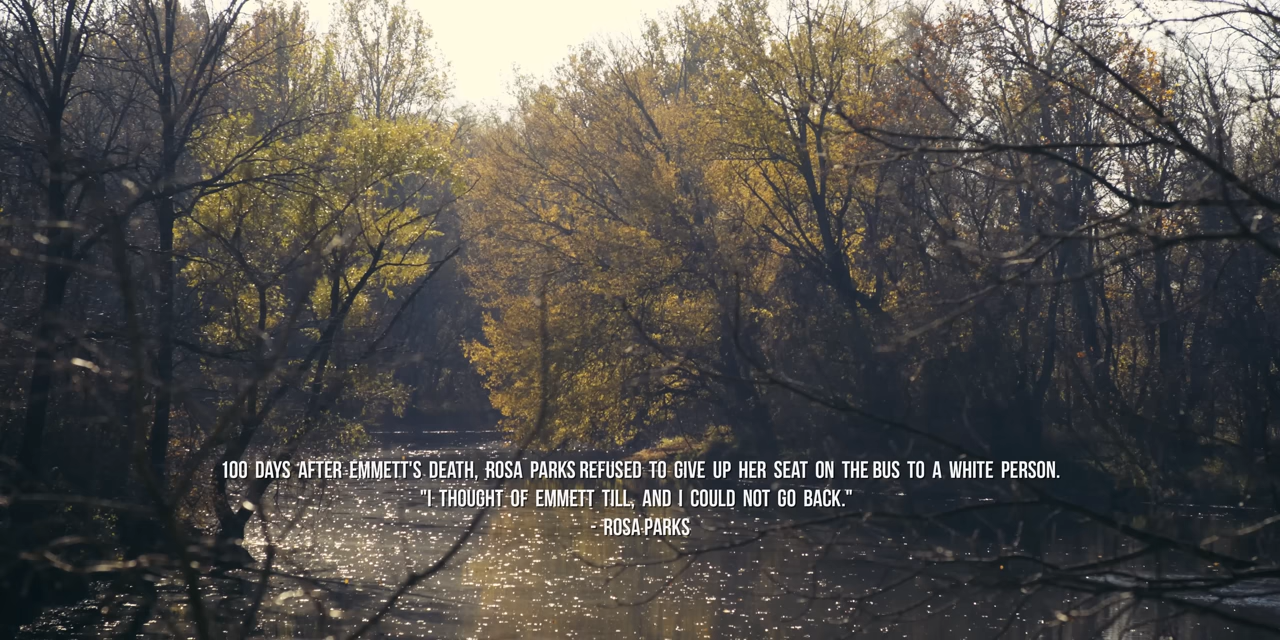 100 DAYS AFTER EMMETT'S DEATH, ROSA PARKS REFUSED TO GIVE UP HER SEAT ON THE BUS TO A WHITE PERSON.
"I THOUGHT OF EMMETT TILL, AND I COULD NOT GO BACK."
- ROSA PARKS